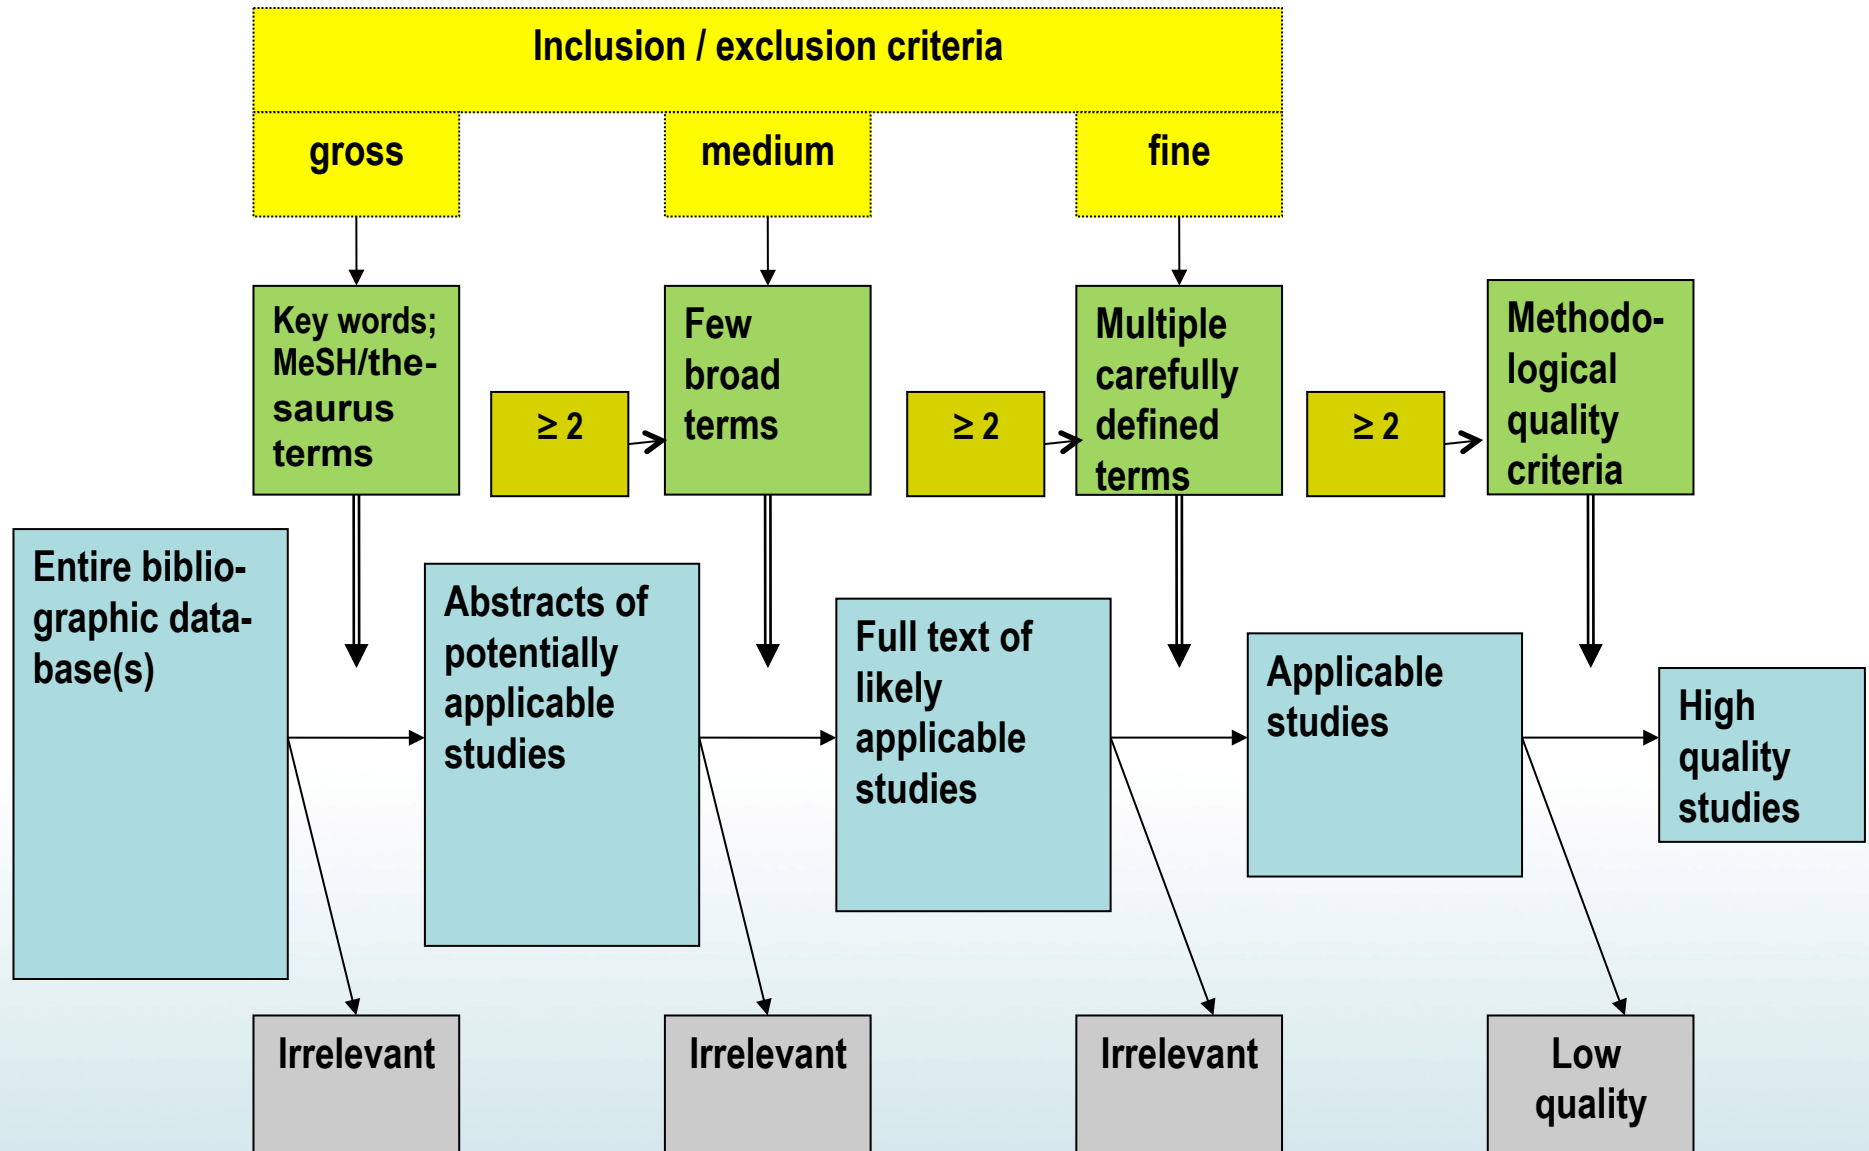 Inclusion / exclusion criteria
gross
medium
fine
Key words;
MeSH/the-
saurus
terms
≥ 2
Few
broad
terms
≥ 2
Multiple
carefully
defined
terms
≥ 2
Methodo-
logical
quality
criteria
Entire biblio-
graphic data-
base(s)
Abstracts of
potentially
applicable
studies
Full text of
likely
applicable
studies
Applicable
studies
High
quality
studies
Irrelevant
Irrelevant
Irrelevant
Low
quality